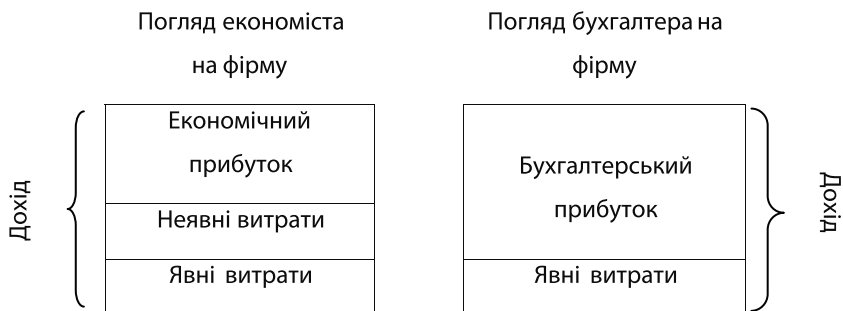 Погляд економіста
на фірму
Погляд бухгалтера на
фірму
Дохід
Економічний
прибуток
Неявні витрати
Явні витрати
Бухгалтерський
прибуток
Явні витрати
Дохід